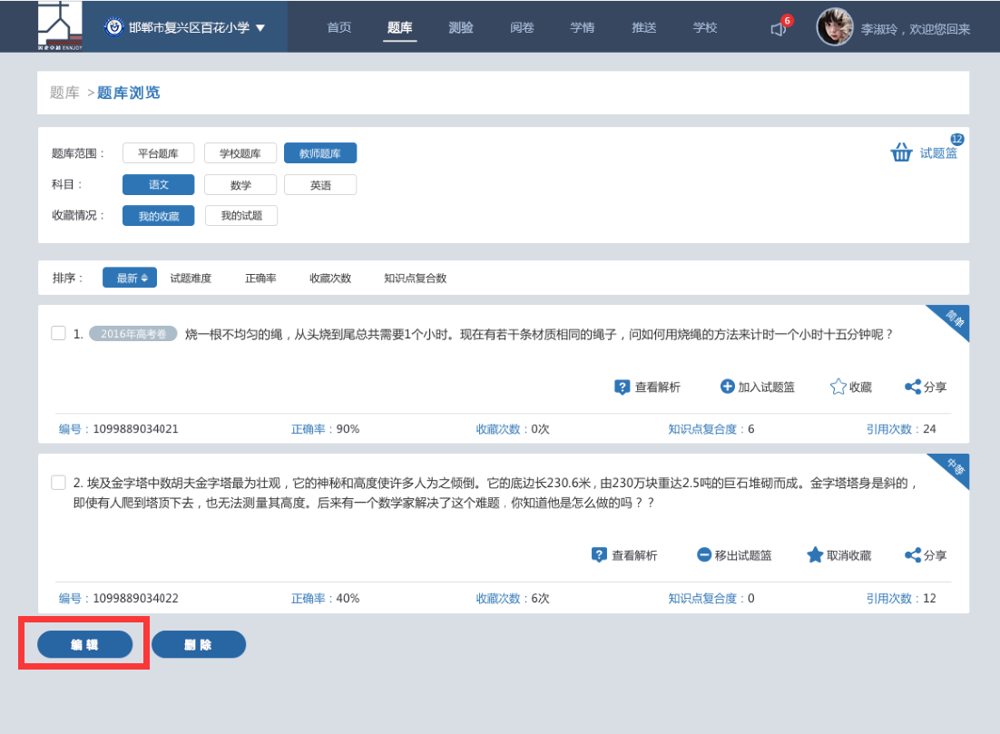 邯郸市复兴区百花小学 ▼ 首页 题库 测验 阅卷 学情 推送 学校 6 李淑玲，欢迎您回来
题库 >题库浏览
题库范围： 平台题库 学校题库 教师题库 12 试题篮
科目： 语文 数学 英语
收藏情况： 我的收藏 我的试题
排序： 最新 试题难度 正确率 收藏次数 知识点复合数
简单
1. 2016年高考卷 烧一根不均匀的绳，从头烧到尾总共需要1个小时。现在有若干条材质相同的绳子，问如何用烧绳的方法来计时一个小时十五分钟呢？
? 查看解析 加入试题篮 收藏 分享
编号：1099889034021 正确率：90% 收藏次数：0次 知识点复合度：6 引用次数：24
中等
2. 埃及金字塔中数胡夫金字塔最为壮观，它的神秘和高度使许多人为之倾倒。它的底边长230.6米，由230万块重达2.5吨的巨石堆砌而成。金字塔塔身是斜的，
即使有人爬到塔顶下去，也无法测量其高度。后来有一个数学家解决了这个难题．你知道他是怎么做的吗？？
? 查看解析 移出试题篮 取消收藏 分享
编号：1099889034022 正确率：40% 收藏次数：6次 知识点复合度：0 引用次数：12
编 辑 删 除